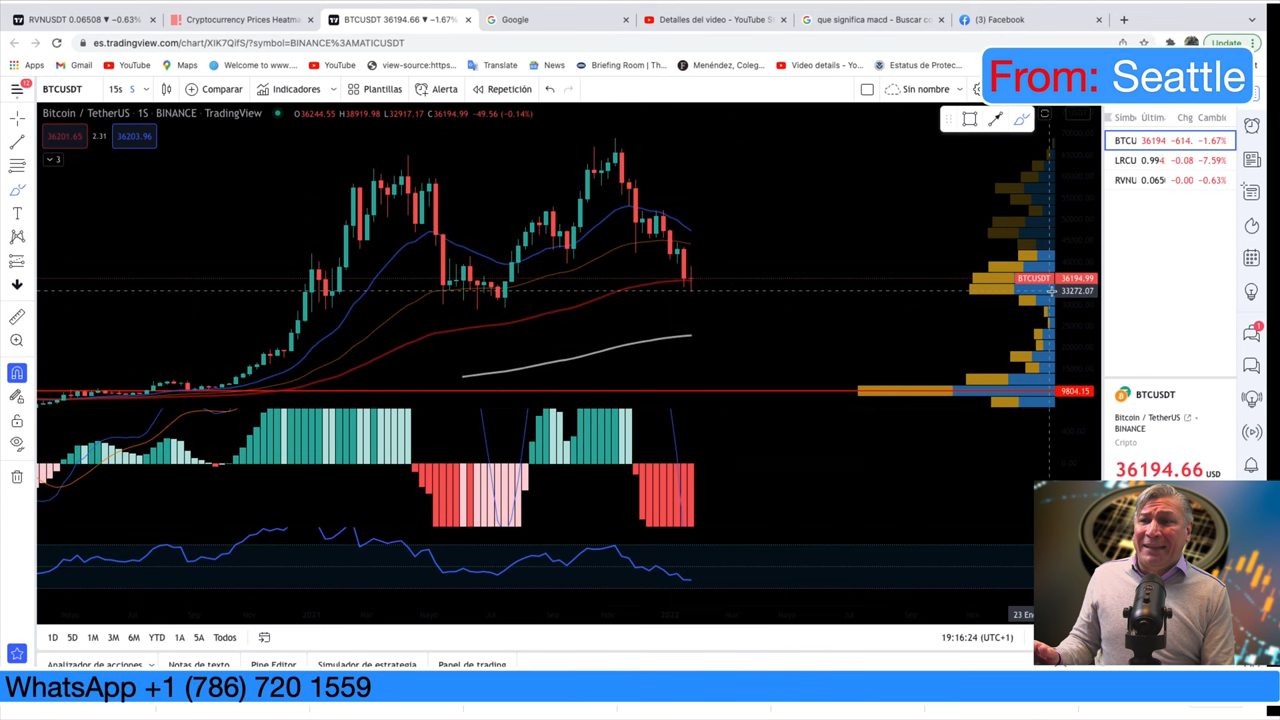 RVNUSDT 0.06508 ▼ −0.63%
Cryptocurrency Prices Heatma
BTCUSDT 36194.66 ▼ −1.67%
Google
Detalles del video - YouTube S
que significa macd - Buscar co
(3) Facebook
es.tradingview.com/chart/XIK7QifS/?symbol=BINANCE%3AMATICUSDT
Update
Apps
Gmail
YouTube
Maps
Welcome to www....
YouTube
view-source:https...
Translate
News
Briefing Room | Th...
Menéndez, Coleg...
Video details - Yo...
Estatus de Protec...
From: Seattle
BTCUSDT
15s
S
Comparar
Indicadores
Plantillas
Alerta
Repetición
Sin nombre
Bitcoin / TetherUS · 1S · BINANCE · TradingView
O36244.55 H38919.98 L32917.17 C36194.99 −49.56 (−0.14%)
36201.65
2.31
36203.96
3
Símb
Últim
Chg
Cambic
BTCU 36194 −614. −1.67%
LRCU 0.994 −0.08 −7.59%
RVNU 0.065 −0.00 −0.63%
BTCUSDT 36194.99
33272.07
9804.15
BTCUSDT
Bitcoin / TetherUS
BINANCE
Cripto
36194.66 USD
23 Ene
1D
5D
1M
3M
6M
YTD
1A
5A
Todos
19:16:24 (UTC+1)
Analizador de acciones
Notas de texto
Pine Editor
Simulador de estrategia
Papel de trading
WhatsApp +1 (786) 720 1559